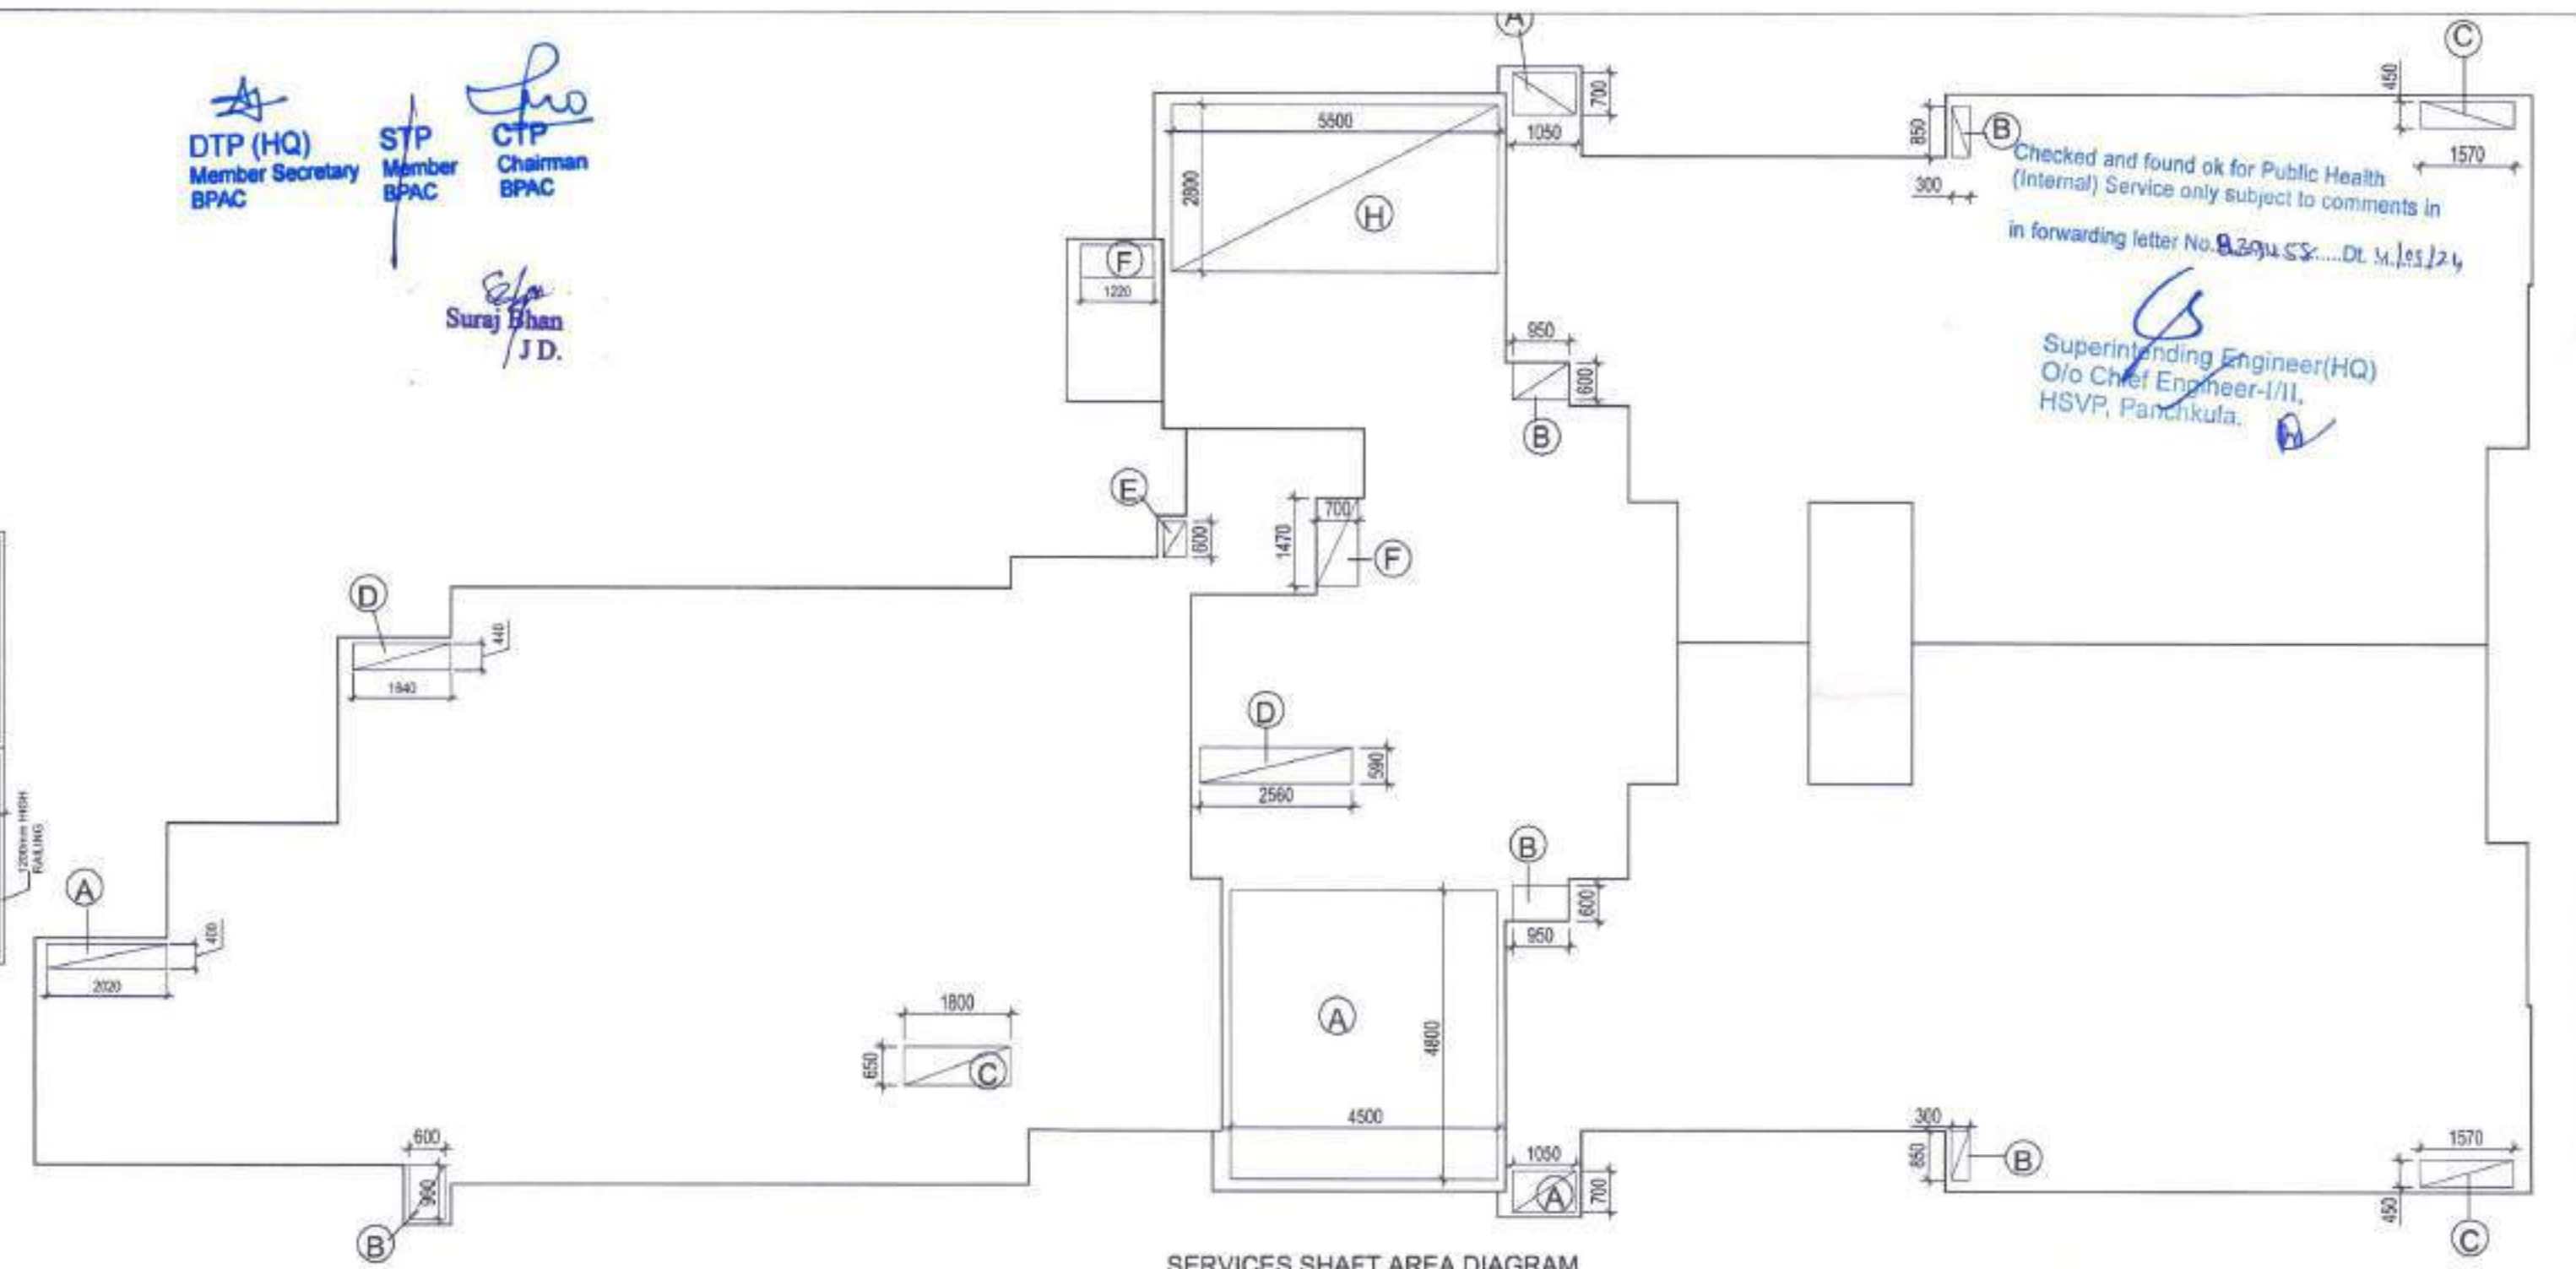 A
C
DTP (HQ)
Member Secretary
BPAC
STP
Member
BPAC
CTP
Chairman
BPAC
Suraj Bhan
J D.
5500
2800
H
700
1050
850
B
300
450
1570
Checked and found ok for Public Health
(Internal) Service only subject to comments in
in forwarding letter No. Dt.
Superintending Engineer(HQ)
O/o Chief Engineer-I/II,
HSVP, Panchkula.
F
1220
950
600
B
E
600
700
1470
F
D
440
1640
D
590
2560
1200mm HIGH
RAILING
A
400
2020
B
600
950
A
4800
4500
1800
650
C
600
990
B
1050
A
700
300
850
B
1570
450
C
SERVICES SHAFT AREA DIAGRAM